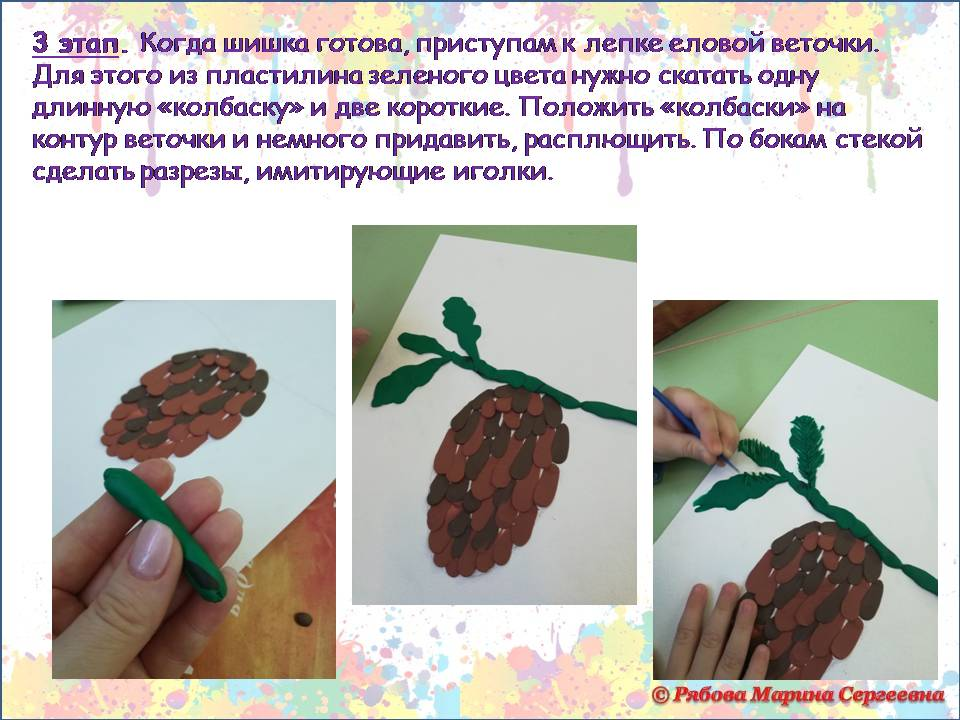 3 этап. Когда шишка готова, приступам к лепке еловой веточки.
Для этого из пластилина зеленого цвета нужно скатать одну
длинную «колбаску» и две короткие. Положить «колбаски» на
контур веточки и немного придавить, расплющить. По бокам стекой
сделать разрезы, имитирующие иголки.
© Рябова Марина Сергеевна